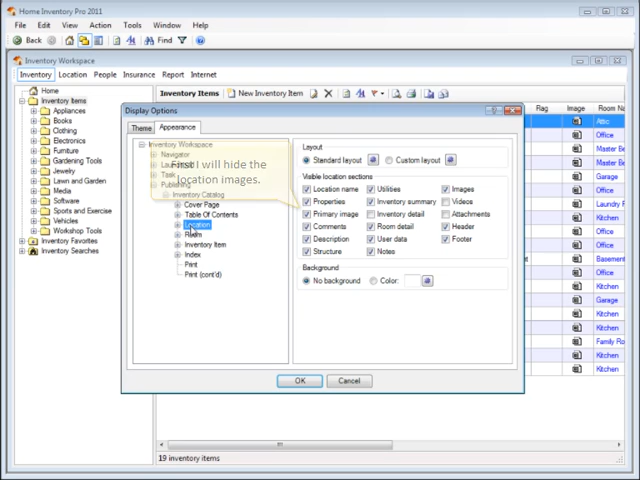 Home Inventory Pro 2011
File Edit View Action Tools Window Help
Back Find
Inventory Workspace
Inventory Location People Insurance Report Internet
Home
Inventory Items
Appliances
Books
Clothing
Electronics
Furniture
Gardening Tools
Jewelry
Lawn and Garden
Media
Software
Sports and Exercise
Vehicles
Workshop Tools
Inventory Favorites
Inventory Searches
Inventory Items New Inventory Item
Flag Image Room Na
Attic
Office
Master Be
Master Be
Office
Laundry F
Kitchen
Office
Basement
Office
Kitchen
Garage
Kitchen
Family Ro
Kitchen
Kitchen
Kitchen
19 inventory items
Display Options
Theme Appearance
Inventory Workspace
Navigator
Task
Publishing
Inventory Catalog
Cover Page
Table Of Contents
Location
Room
Inventory Item
Index
Print
Print (cont'd)
First I will hide the
location images.
Layout
Standard layout Custom layout
Visible location sections
Location name Utilities Images
Properties Inventory summary Videos
Primary image Inventory detail Attachments
Comments Room detail Header
Description User data Footer
Structure Notes
Background
No background Color:
OK Cancel